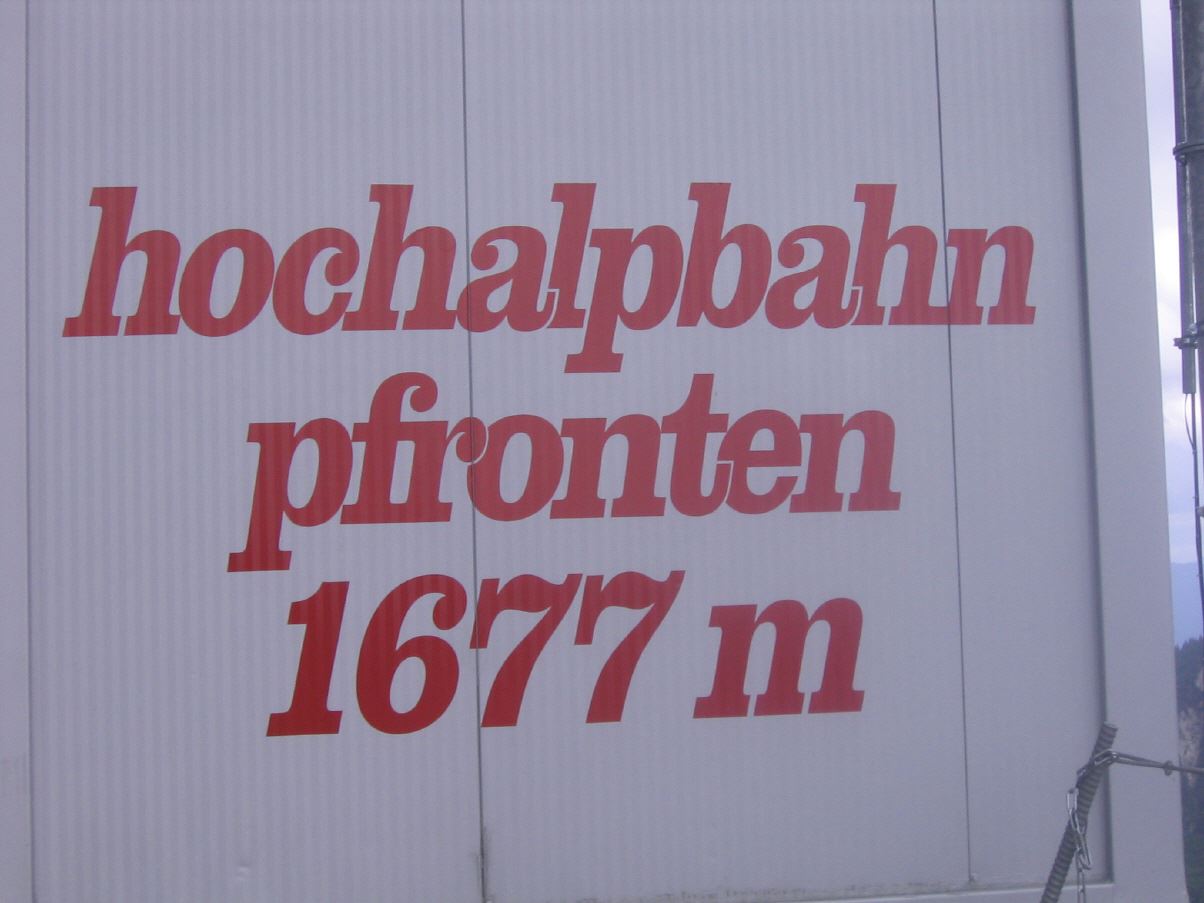 hochalpbahn
pfronten
1677 m